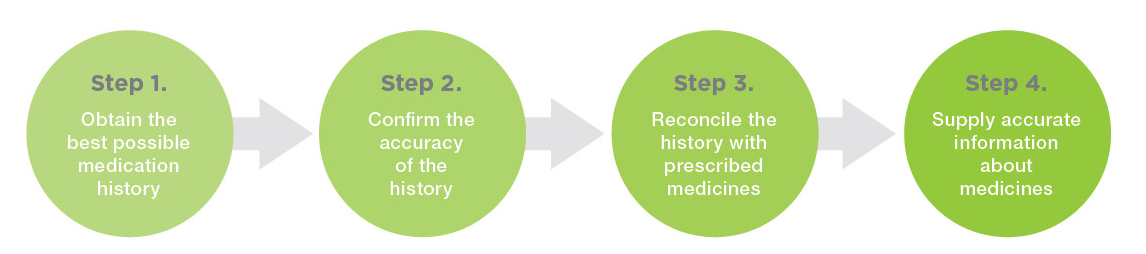 Step 1.
Obtain the
best possible
medication
history
Step 2.
Confirm the
accuracy
of the
history
Step 3.
Reconcile the
history with
prescribed
medicines
Step 4.
Supply accurate
information
about
medicines